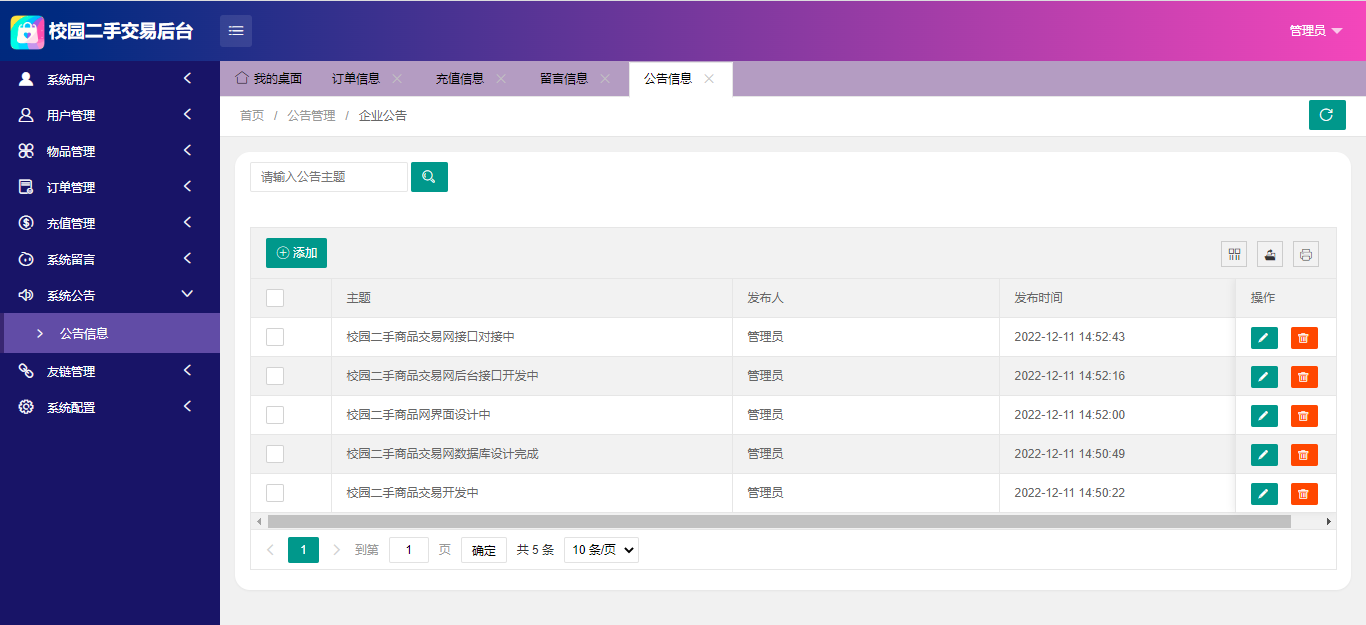 校园二手交易后台
管理员
系统用户
用户管理
物品管理
订单管理
充值管理
系统留言
系统公告
公告信息
友链管理
系统配置
我的桌面 订单信息 充值信息 留言信息 公告信息
首页 / 公告管理 / 企业公告
请输入公告主题
添加
主题 发布人 发布时间 操作
校园二手商品交易网接口对接中 管理员 2022-12-11 14:52:43
校园二手商品交易网后台接口开发中 管理员 2022-12-11 14:52:16
校园二手商品网界面设计中 管理员 2022-12-11 14:52:00
校园二手商品交易网数据库设计完成 管理员 2022-12-11 14:50:49
校园二手商品交易开发中 管理员 2022-12-11 14:50:22
1 到第 1 页 确定 共 5 条 10 条/页